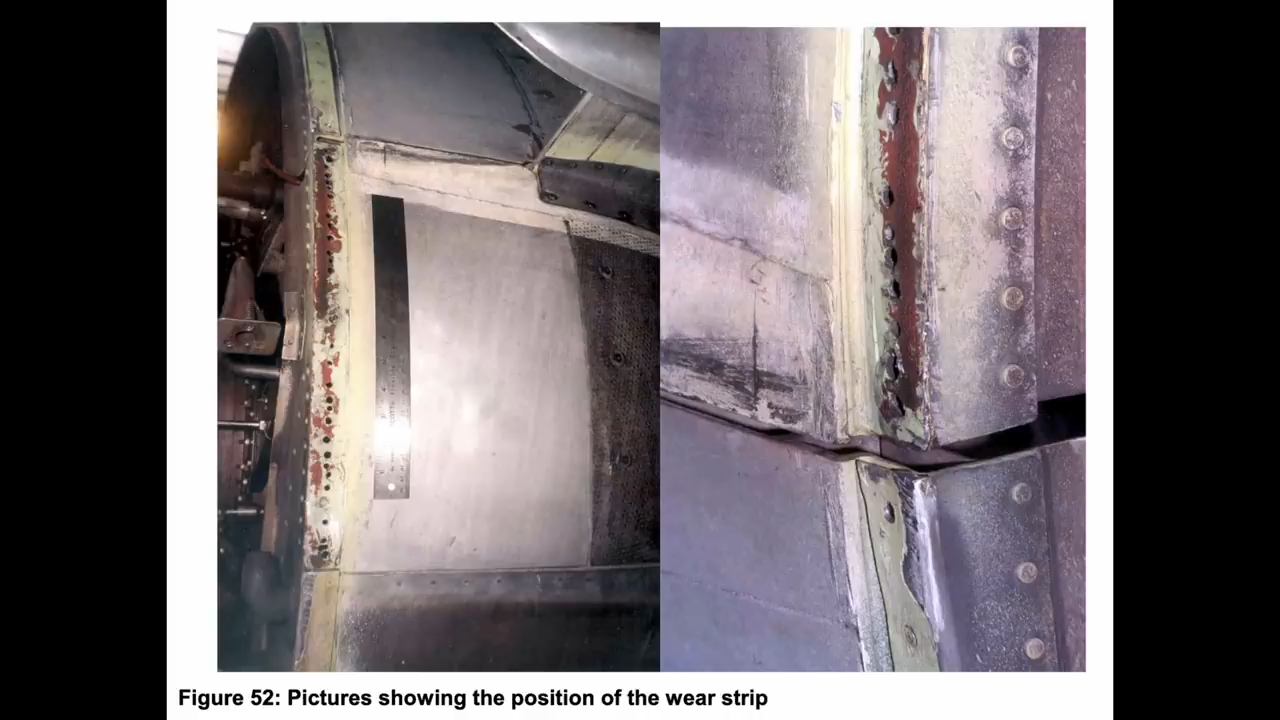 Figure 52: Pictures showing the position of the wear strip